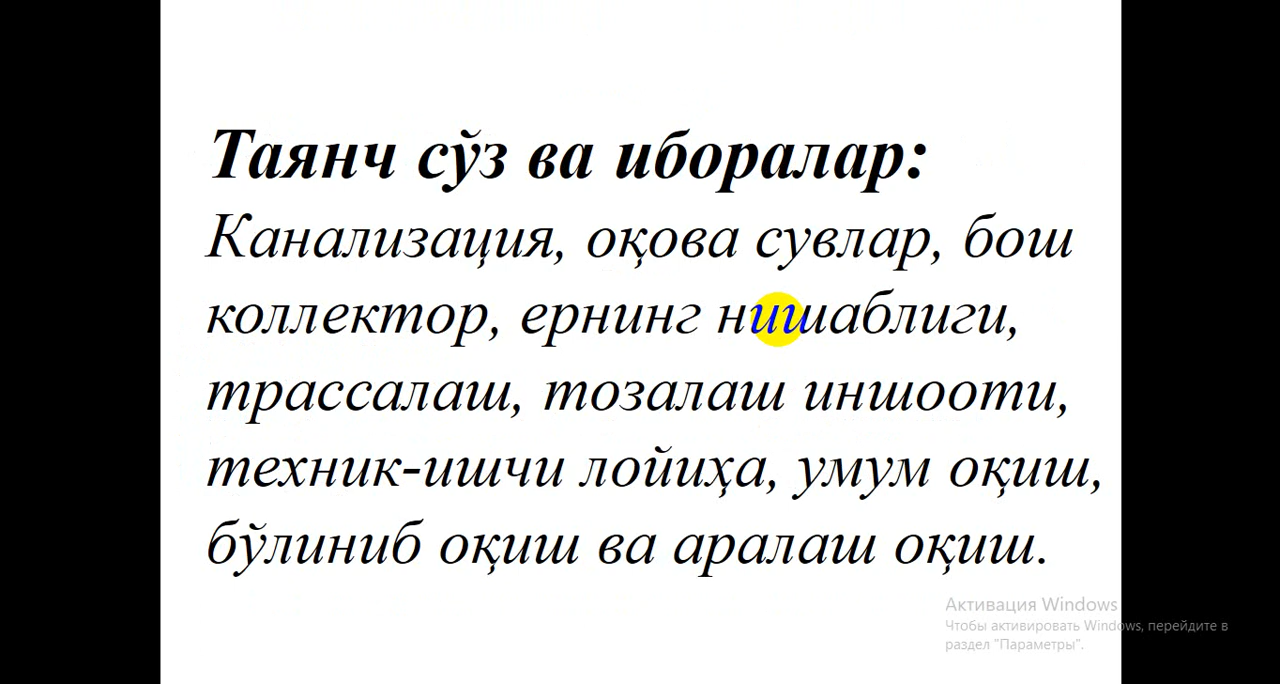 Таянч сўз ва иборалар:
Канализация, оқова сувлар, бош
коллектор, ернинг нишаблиги,
трассалаш, тозалаш иншооти,
техник-ишчи лойиҳа, умум оқиш,
бўлиниб оқиш ва аралаш оқиш.
Активация Windows
Чтобы активировать Windows, перейдите в
раздел "Параметры".